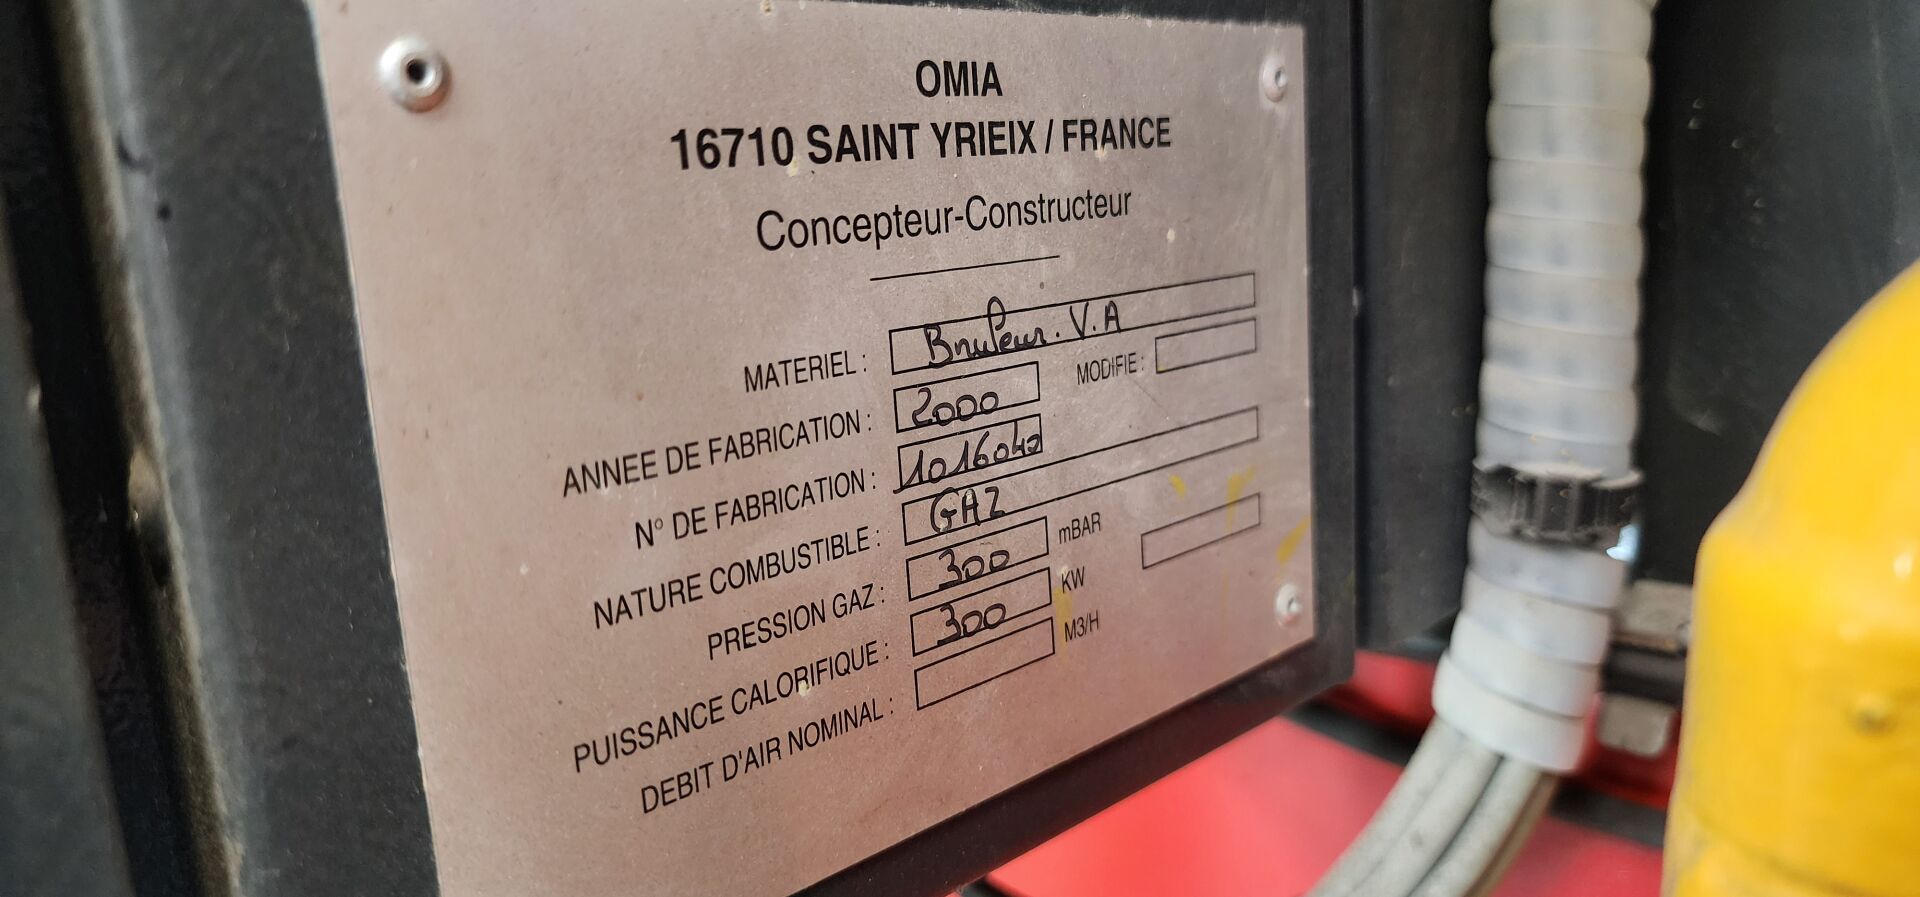 OMIA
16710 SAINT YRIEIX / FRANCE
Concepteur-Constructeur
MATERIEL : Bruleur. V.A
ANNEE DE FABRICATION : 2000 MODIFIE :
N° DE FABRICATION : 1016040
NATURE COMBUSTIBLE : GAZ
PRESSION GAZ : 300 mBAR
PUISSANCE CALORIFIQUE : 300 KW
DEBIT D'AIR NOMINAL : M3/H